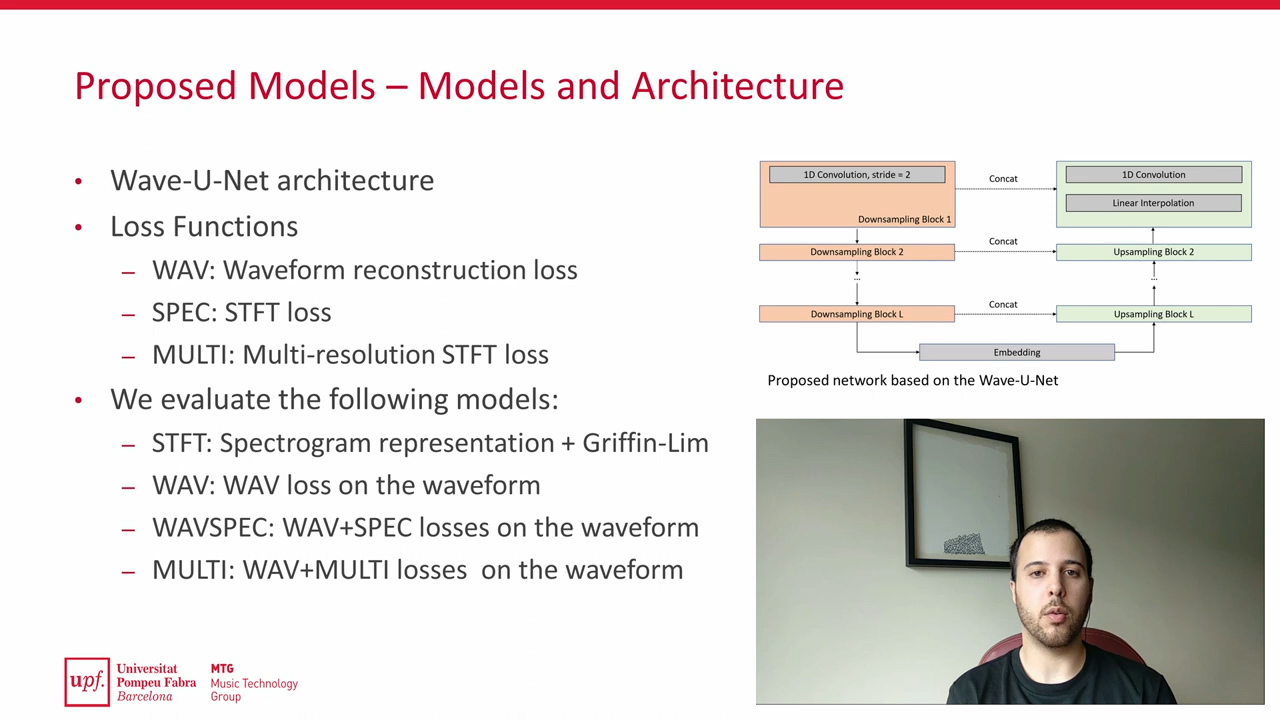 Proposed Models – Models and Architecture
• Wave-U-Net architecture
• Loss Functions
– WAV: Waveform reconstruction loss
– SPEC: STFT loss
– MULTI: Multi-resolution STFT loss
• We evaluate the following models:
– STFT: Spectrogram representation + Griffin-Lim
– WAV: WAV loss on the waveform
– WAVSPEC: WAV+SPEC losses on the waveform
– MULTI: WAV+MULTI losses on the waveform
1D Convolution, stride = 2
Downsampling Block 1
Concat
1D Convolution
Linear Interpolation
Downsampling Block 2
Concat
Upsampling Block 2
...
...
Downsampling Block L
Concat
Upsampling Block L
Embedding
Proposed network based on the Wave-U-Net
upf.
Universitat
Pompeu Fabra
Barcelona
MTG
Music Technology
Group